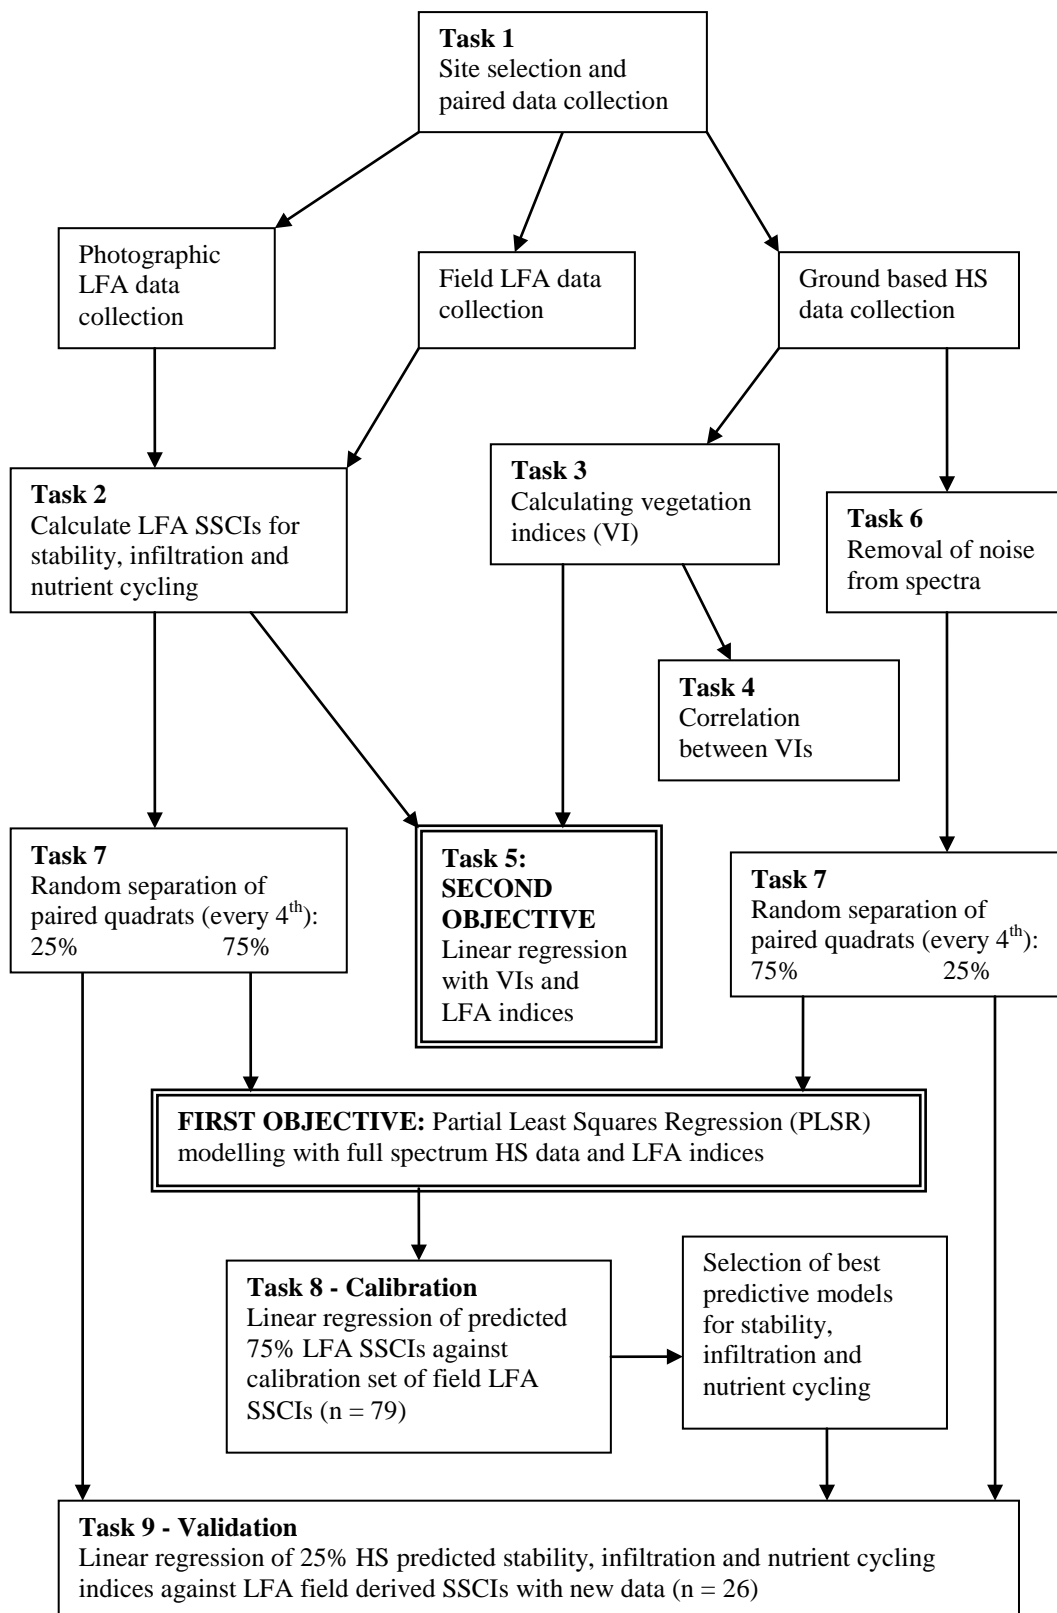 Task 1
Site selection and
paired data collection
Photographic
LFA data
collection
Field LFA data
collection
Ground based HS
data collection
Task 2
Calculate LFA SSCIs for
stability, infiltration and
nutrient cycling
Task 3
Calculating vegetation
indices (VI)
Task 6
Removal of noise
from spectra
Task 4
Correlation
between VIs
Task 7
Random separation of
paired quadrats (every 4th):
25% 75%
Task 5:
SECOND
OBJECTIVE
Linear regression
with VIs and
LFA indices
Task 7
Random separation of
paired quadrats (every 4th):
75% 25%
FIRST OBJECTIVE: Partial Least Squares Regression (PLSR)
modelling with full spectrum HS data and LFA indices
Task 8 - Calibration
Linear regression of predicted
75% LFA SSCIs against
calibration set of field LFA
SSCIs (n = 79)
Selection of best
predictive models
for stability,
infiltration and
nutrient cycling
Task 9 - Validation
Linear regression of 25% HS predicted stability, infiltration and nutrient cycling
indices against LFA field derived SSCIs with new data (n = 26)